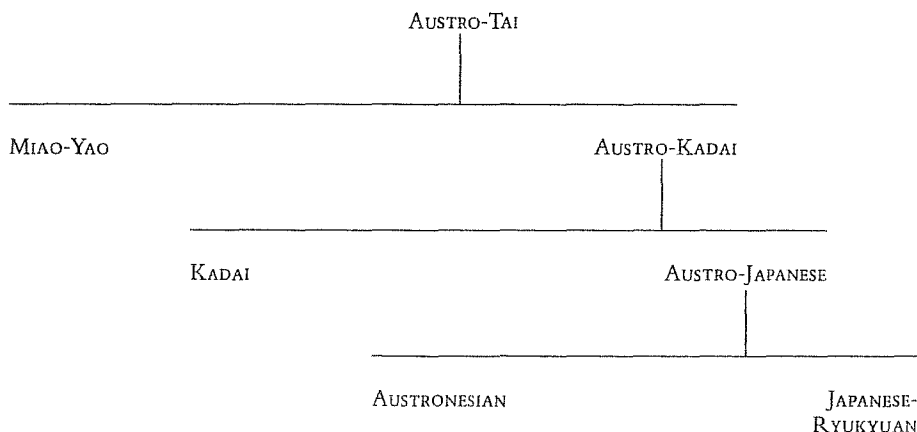 AUSTRO-TAI
MIAO-YAO AUSTRO-KADAI
KADAI AUSTRO-JAPANESE
AUSTRONESIAN JAPANESE-
RYUKYUAN